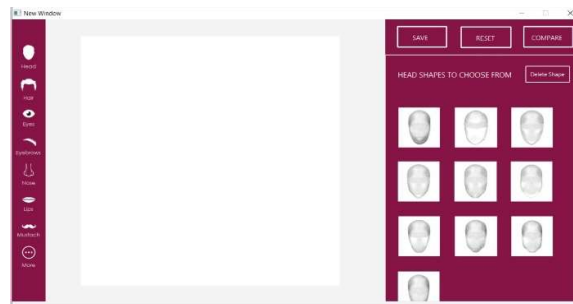 New Window
SAVE RESET COMPARE
HEAD SHAPES TO CHOOSE FROM Delete Shape
Head
Hair
Eyes
Eyebrows
Nose
Lips
Mustach
More